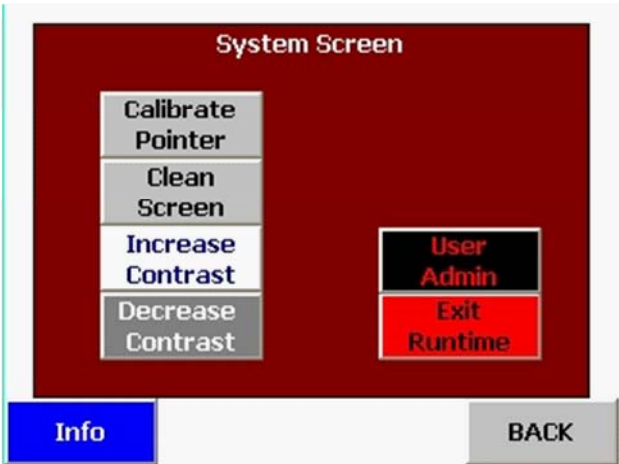 System Screen
Calibrate
Pointer
Clean
Screen
Increase
Contrast
Decrease
Contrast
User
Admin
Exit
Runtime
Info
BACK